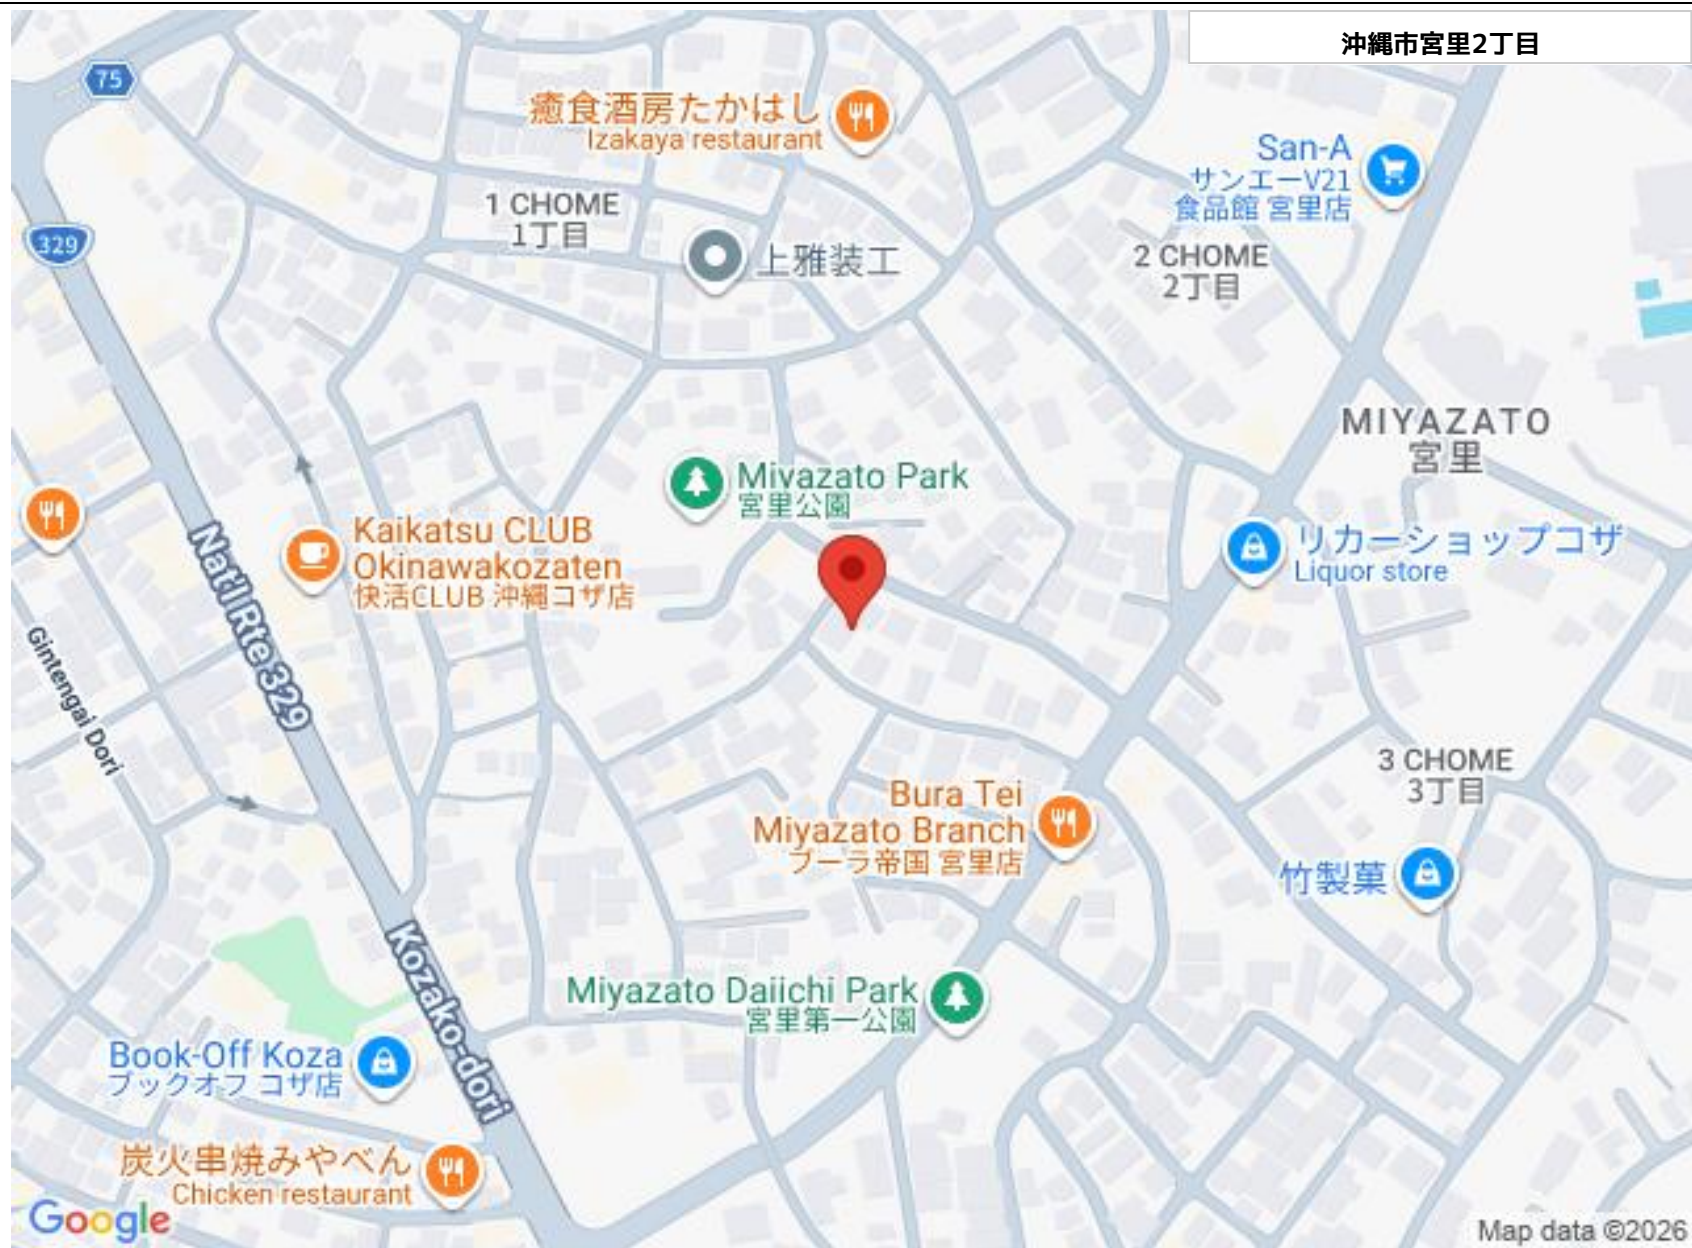 沖縄市宮里2丁目
75
癒食酒房たかはし
Izakaya restaurant
San-A
サンエーV21
食品館 宮里店
1 CHOME
1丁目
329
上雅装工
2 CHOME
2丁目
MIYAZATO
宮里
Miyazato Park
宮里公園
Kaikatsu CLUB
Okinawakozaten
快活CLUB 沖縄コザ店
リカーショップコザ
Liquor store
Nat'l Rte 329
Gintengai Dori
3 CHOME
3丁目
Bura Tei
Miyazato Branch
ブーラ帝国 宮里店
竹製菓
Kozako-dori
Miyazato Daiichi Park
宮里第一公園
Book-Off Koza
ブックオフ コザ店
炭火串焼みやべん
Chicken restaurant
Google
Map data ©2026